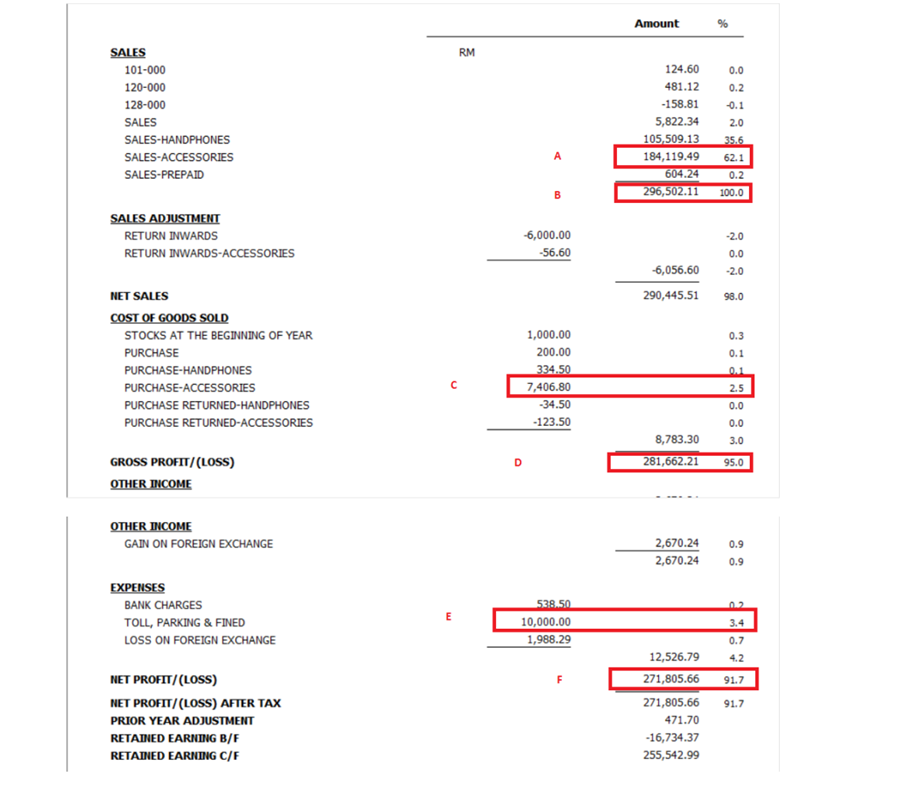 Amount %
SALES RM
101-000 124.60 0.0
120-000 481.12 0.2
128-000 -158.81 -0.1
SALES 5,822.34 2.0
SALES-HANDPHONES 105,509.13 35.6
SALES-ACCESSORIES A 184,119.49 62.1
SALES-PREPAID 604.24 0.2
B 296,502.11 100.0
SALES ADJUSTMENT
RETURN INWARDS -6,000.00 -2.0
RETURN INWARDS-ACCESSORIES -56.60 0.0
-6,056.60 -2.0
NET SALES 290,445.51 98.0
COST OF GOODS SOLD
STOCKS AT THE BEGINNING OF YEAR 1,000.00 0.3
PURCHASE 200.00 0.1
PURCHASE-HANDPHONES 334.50 0.1
PURCHASE-ACCESSORIES C 7,406.80 2.5
PURCHASE RETURNED-HANDPHONES -34.50 0.0
PURCHASE RETURNED-ACCESSORIES -123.50 0.0
8,783.30 3.0
GROSS PROFIT/(LOSS) D 281,662.21 95.0
OTHER INCOME
OTHER INCOME
GAIN ON FOREIGN EXCHANGE 2,670.24 0.9
2,670.24 0.9
EXPENSES
BANK CHARGES 538.50 0.2
TOLL, PARKING & FINED E 10,000.00 3.4
LOSS ON FOREIGN EXCHANGE 1,988.29 0.7
12,526.79 4.2
NET PROFIT/(LOSS) F 271,805.66 91.7
NET PROFIT/(LOSS) AFTER TAX 271,805.66 91.7
PRIOR YEAR ADJUSTMENT 471.70
RETAINED EARNING B/F -16,734.37
RETAINED EARNING C/F 255,542.99